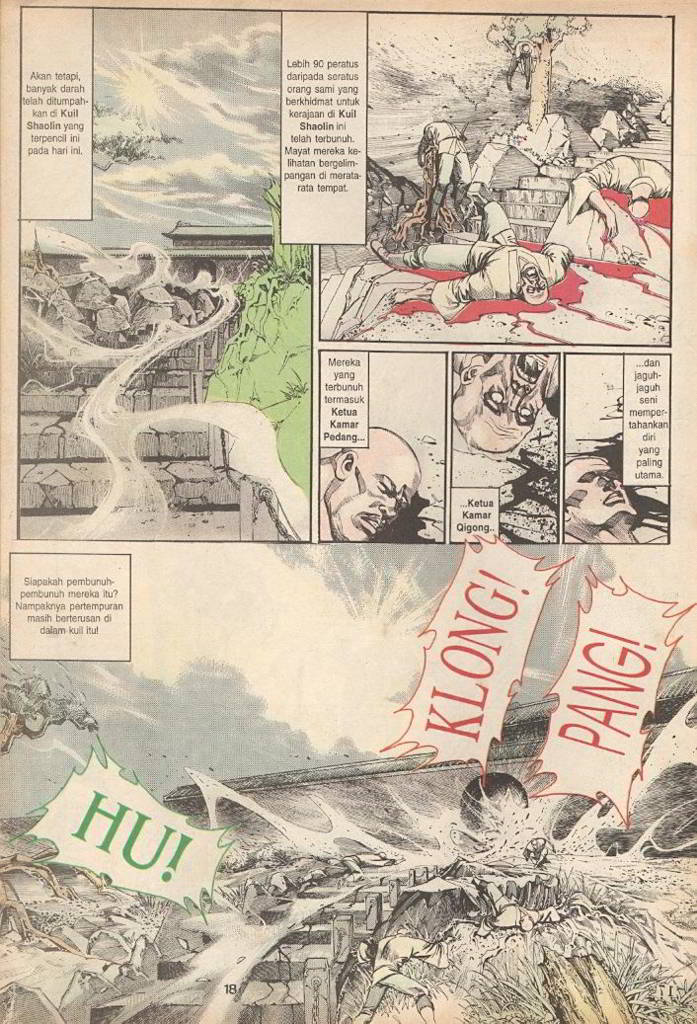 Akan tetapi,
banyak darah
telah ditumpah-
kan di Kuil
Shaolin yang
terpencil ini
pada hari ini.
Lebih 90 peratus
daripada seratus
orang sami yang
berkhidmat untuk
kerajaan di Kuil
Shaolin ini
telah terbunuh.
Mayat mereka ke-
lihatan bergelim-
pangan di merata-
rata tempat.
Mereka
yang
terbunuh
termasuk
Ketua
Kamar
Pedang...
...Ketua
Kamar
Qigong..
...dan
jaguh-
jaguh
seni
memper-
tahankan
diri
yang
paling
utama.
Siapakah pembunuh-
pembunuh mereka itu?
Nampaknya pertempuran
masih berterusan di
dalam kuil itu!
KLONG!
PANG!
HU!
18